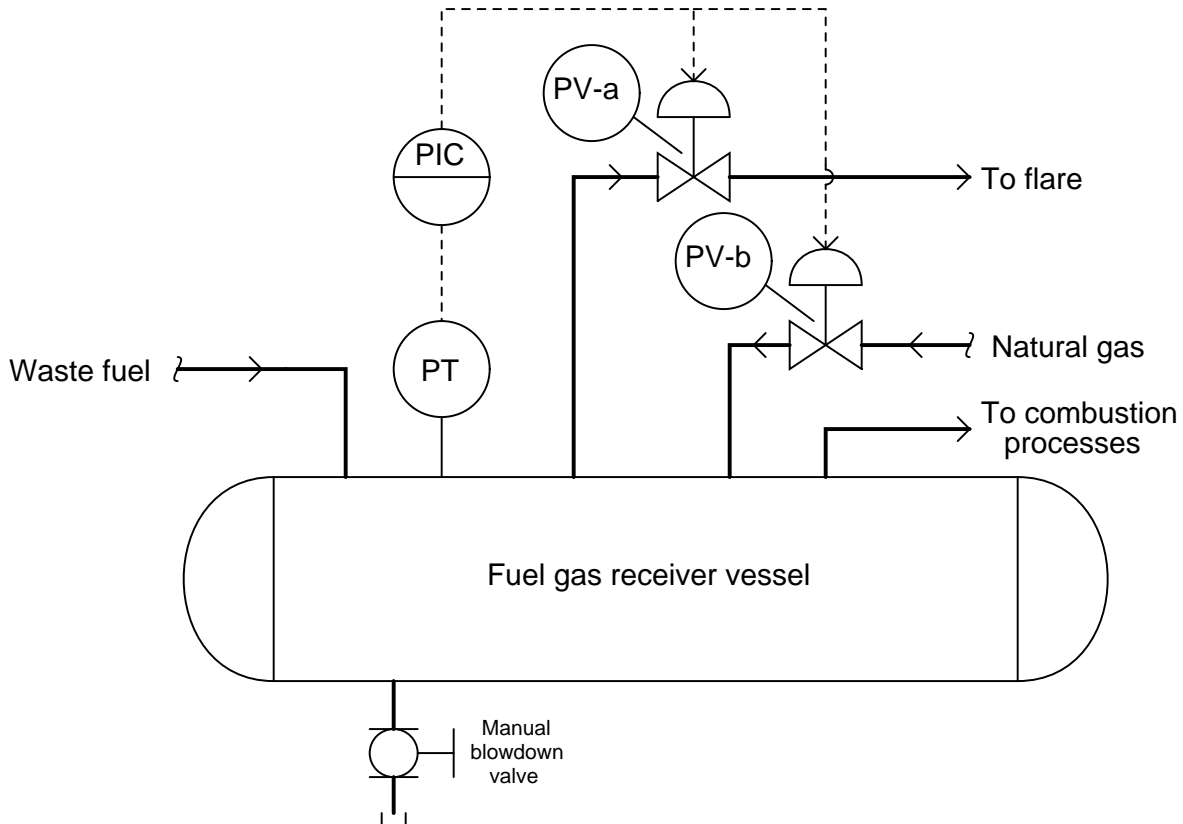 PV-a
PIC
To flare
PV-b
Waste fuel
PT
Natural gas
To combustion
processes
Fuel gas receiver vessel
Manual
blowdown
valve